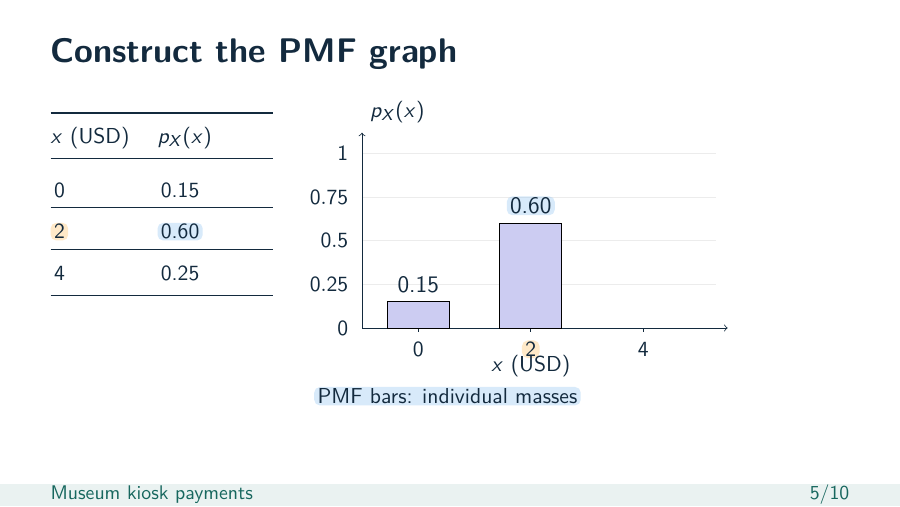 Construct the PMF graph
x (USD) pX(x)
0 0.15
2 0.60
4 0.25
pX(x)
1
0.75
0.5
0.25
0
0.15
0.60
0 2 4
x (USD)
PMF bars: individual masses
Museum kiosk payments 5/10